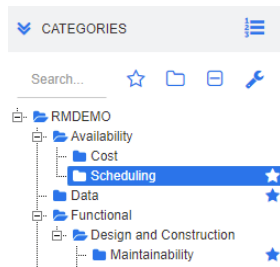 CATEGORIES
Search...
RMDEMO
Availability
Cost
Scheduling
Data
Functional
Design and Construction
Maintainability